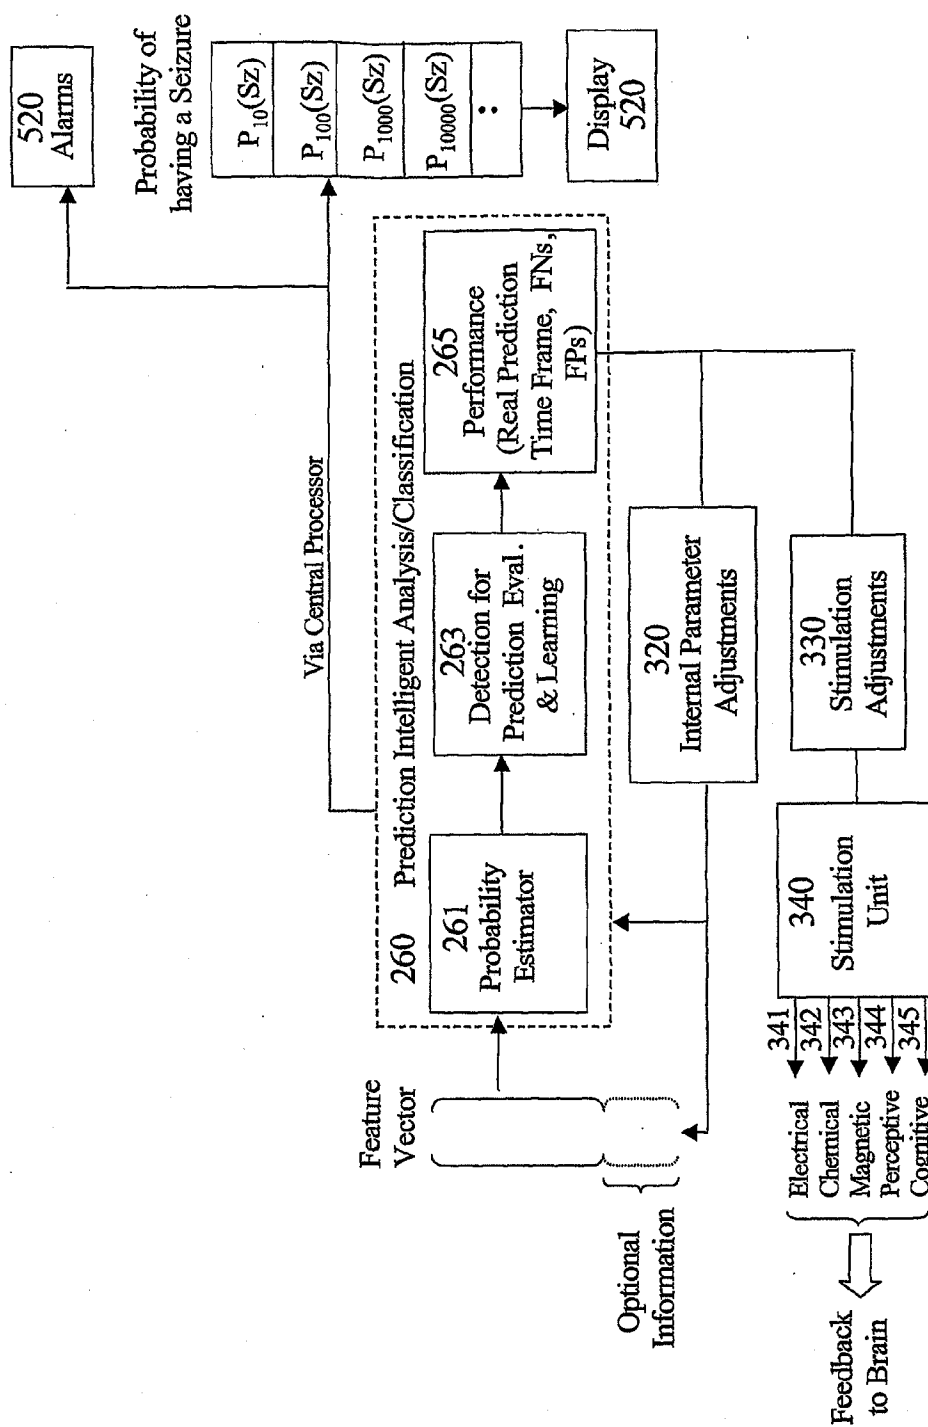 520
Alarms
Probability of
having a Seizure
P10(Sz)
P100(Sz)
P1000(Sz)
P10000(Sz)
:
Display
520
Via Central Processor
260 Prediction Intelligent Analysis/Classification
261
Probability
Estimator
263
Detection for
Prediction Eval.
& Learning
265
Performance
(Real Prediction
Time Frame, FNs,
FPs)
Feature
Vector
Optional
Information
320
Internal Parameter
Adjustments
330
Stimulation
Adjustments
340
Stimulation
Unit
341
342
343
344
345
Electrical
Chemical
Magnetic
Perceptive
Cognitive
Feedback
to Brain